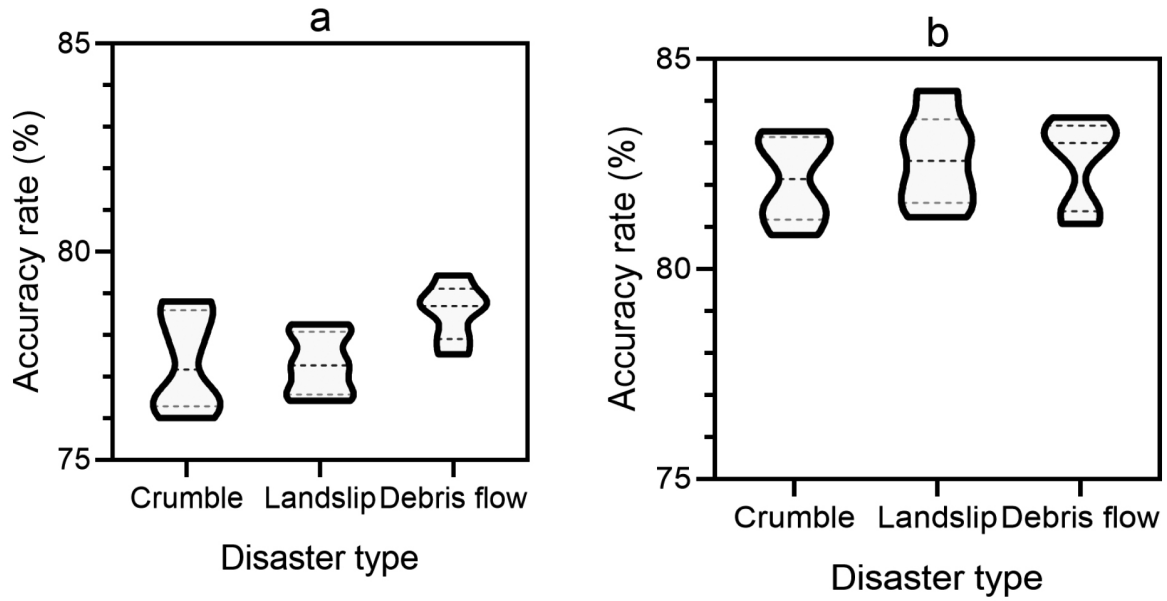 a
85
80
75
Accuracy rate (%)
Crumble Landslip Debris flow
Disaster type
b
85
80
75
Accuracy rate (%)
Crumble Landslip Debris flow
Disaster type